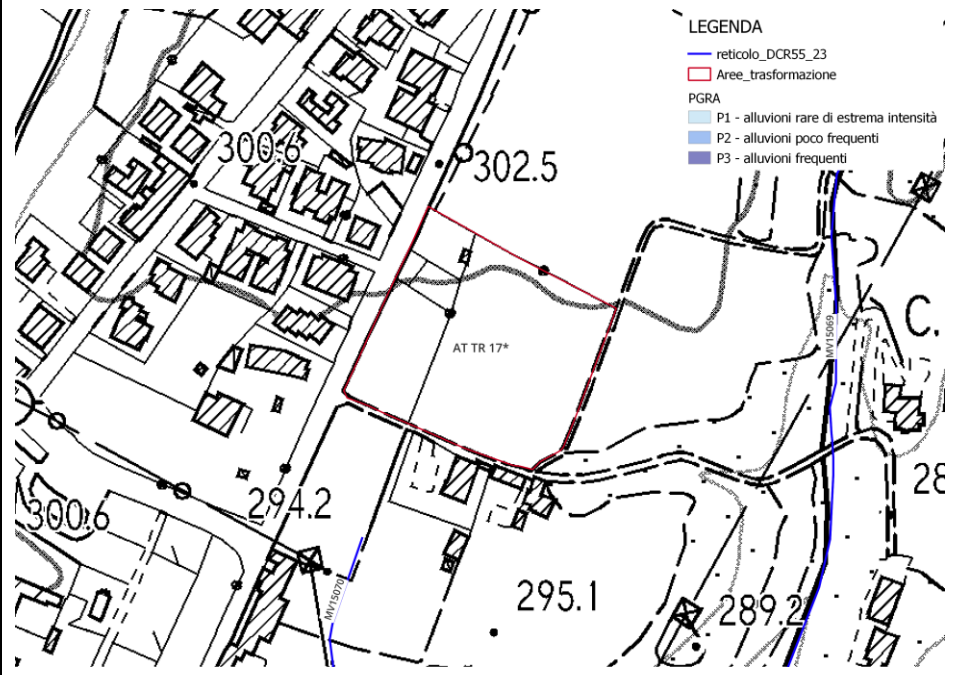 LEGENDA
reticolo_DCR55_23
Aree_trasformazione
PGRA
P1 - alluvioni rare di estrema intensità
P2 - alluvioni poco frequenti
P3 - alluvioni frequenti
300.6
302.5
MV15069
C.
AT TR 17*
300.6
294.2
28
MV15070
295.1
289.2